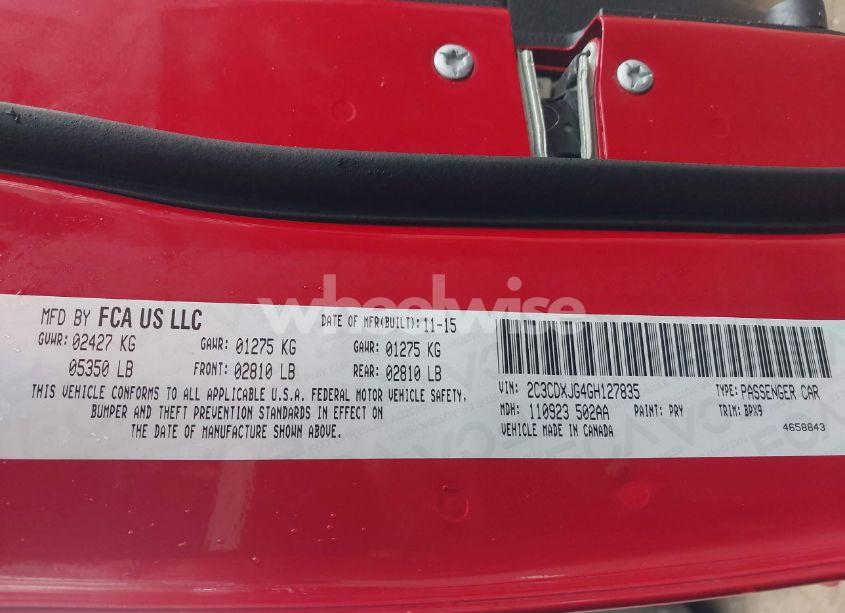 wheelwise
MFD BY FCA US LLC
DATE OF MFR(BUILT): 11-15
GVWR: 02427 KG
GAWR: 01275 KG
GAWR: 01275 KG
05350 LB
FRONT: 02810 LB
REAR: 02810 LB
THIS VEHICLE CONFORMS TO ALL APPLICABLE U.S.A. FEDERAL MOTOR VEHICLE SAFETY,
BUMPER AND THEFT PREVENTION STANDARDS IN EFFECT ON
THE DATE OF MANUFACTURE SHOWN ABOVE.
VIN: 2C3CDXJG4GH127835
TYPE: PASSENGER CAR
MDH: 110923 502AA
PAINT: PRY
TRIM: BPX9
VEHICLE MADE IN CANADA
4658843